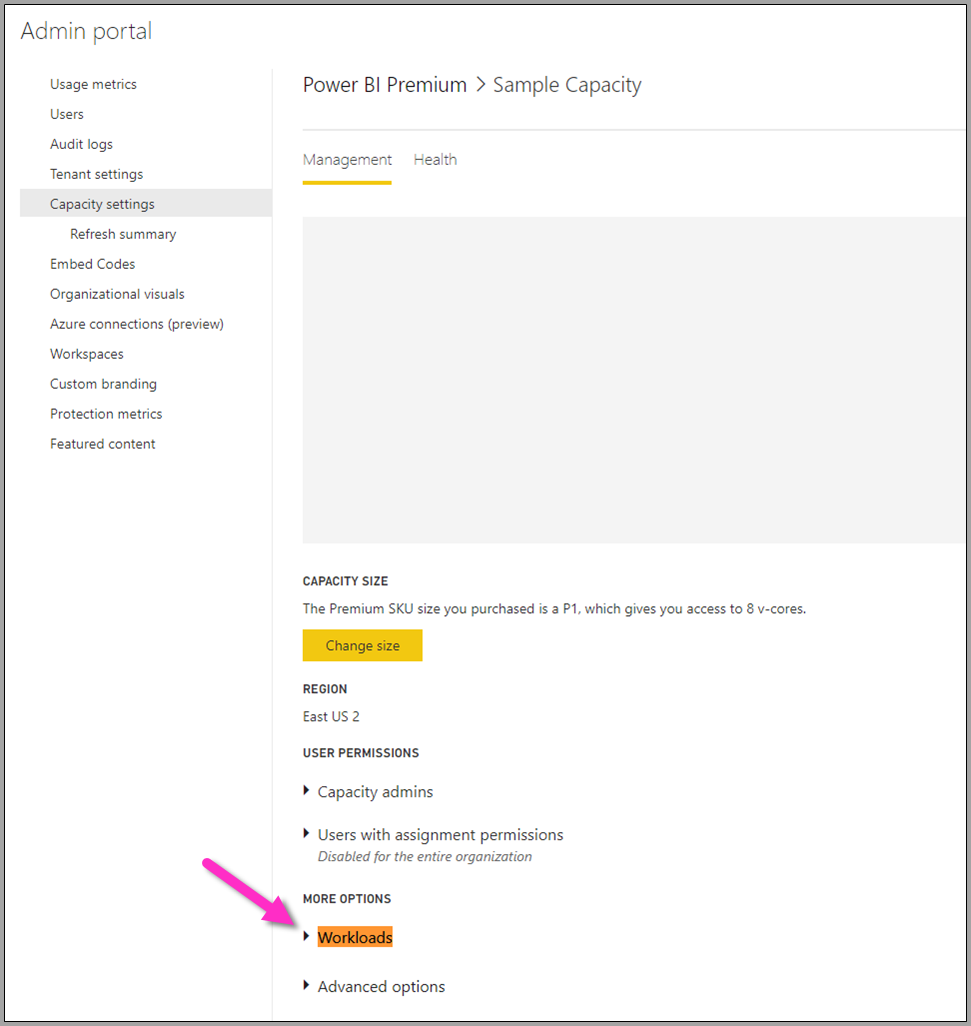 Admin portal
Usage metrics
Users
Audit logs
Tenant settings
Capacity settings
Refresh summary
Embed Codes
Organizational visuals
Azure connections (preview)
Workspaces
Custom branding
Protection metrics
Featured content
Power BI Premium > Sample Capacity
Management Health
CAPACITY SIZE
The Premium SKU size you purchased is a P1, which gives you access to 8 v-cores.
Change size
REGION
East US 2
USER PERMISSIONS
Capacity admins
Users with assignment permissions
Disabled for the entire organization
MORE OPTIONS
Workloads
Advanced options